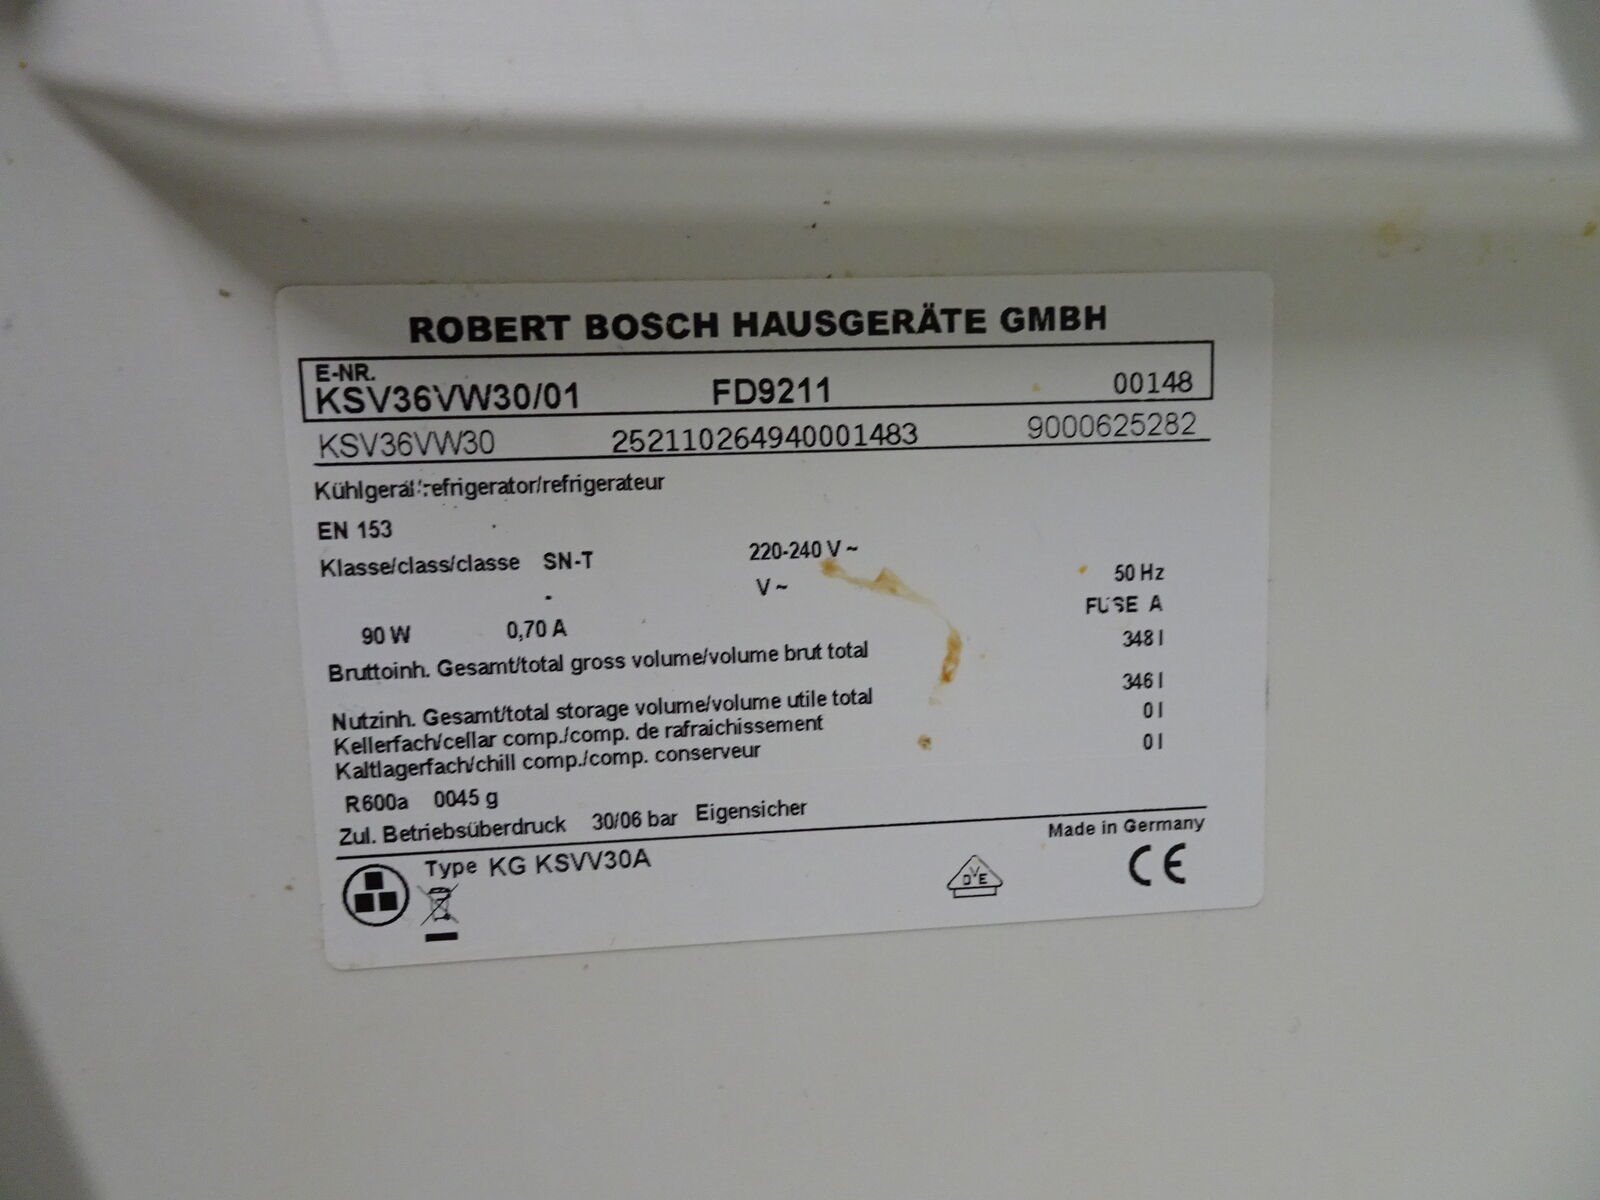 ROBERT BOSCH HAUSGERÄTE GMBH
E-NR.
KSV36VW30/01 FD9211 00148
KSV36VW30 252110264940001483 9000625282
Kühlgerät/refrigerator/refrigerateur
EN 153
Klasse/class/classe SN-T 220-240 V ~ 50 Hz
V ~ FUSE A
90 W 0,70 A
Bruttoinh. Gesamt/total gross volume/volume brut total 348 l
Nutzinh. Gesamt/total storage volume/volume utile total 346 l
Kellerfach/cellar comp./comp. de rafraichissement 0 l
Kaltlagerfach/chill comp./comp. conserveur 0 l
R600a 0045 g
Zul. Betriebsüberdruck 30/06 bar Eigensicher
Made in Germany
Type KG KSVV30A
DVE
CE